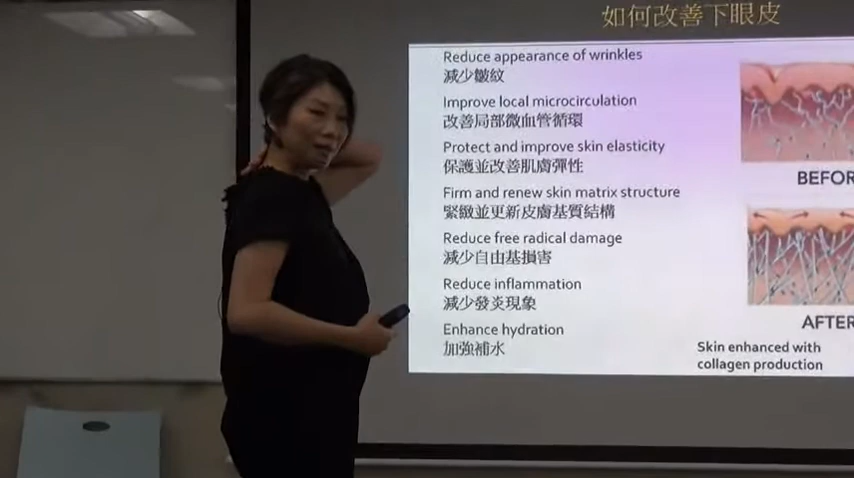 如何改善下眼皮
Reduce appearance of wrinkles
減少皺紋
Improve local microcirculation
改善局部微血管循環
Protect and improve skin elasticity
保護並改善肌膚彈性
Firm and renew skin matrix structure
緊緻並更新皮膚基質結構
Reduce free radical damage
減少自由基損害
Reduce inflammation
減少發炎現象
Enhance hydration
加強補水
BEFOR
AFTER
Skin enhanced with
collagen production